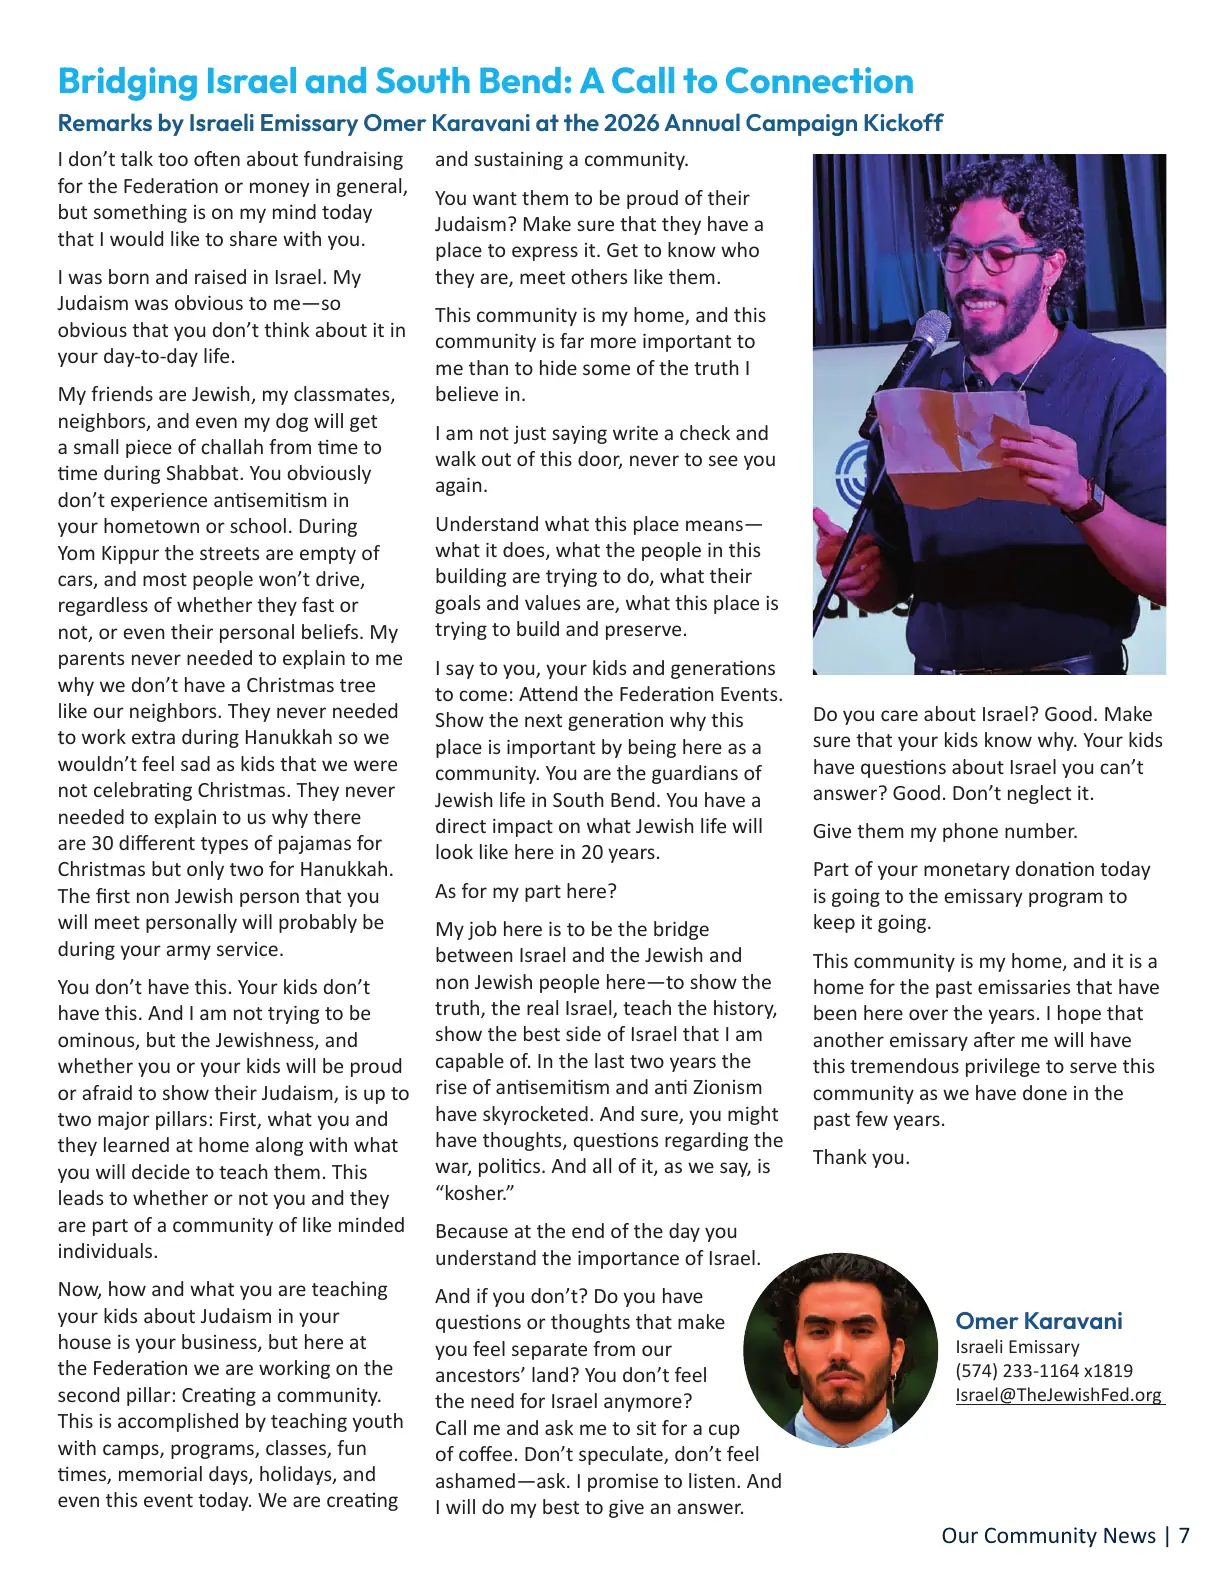 Bridging Israel and South Bend: A Call to Connection
Remarks by Israeli Emissary Omer Karavani at the 2026 Annual Campaign Kickoff
I don’t talk too often about fundraising
for the Federation or money in general,
but something is on my mind today
that I would like to share with you.
I was born and raised in Israel. My
Judaism was obvious to me—so
obvious that you don’t think about it in
your day-to-day life.
My friends are Jewish, my classmates,
neighbors, and even my dog will get
a small piece of challah from time to
time during Shabbat. You obviously
don’t experience antisemitism in
your hometown or school. During
Yom Kippur the streets are empty of
cars, and most people won’t drive,
regardless of whether they fast or
not, or even their personal beliefs. My
parents never needed to explain to me
why we don’t have a Christmas tree
like our neighbors. They never needed
to work extra during Hanukkah so we
wouldn’t feel sad as kids that we were
not celebrating Christmas. They never
needed to explain to us why there
are 30 different types of pajamas for
Christmas but only two for Hanukkah.
The first non Jewish person that you
will meet personally will probably be
during your army service.
You don’t have this. Your kids don’t
have this. And I am not trying to be
ominous, but the Jewishness, and
whether you or your kids will be proud
or afraid to show their Judaism, is up to
two major pillars: First, what you and
they learned at home along with what
you will decide to teach them. This
leads to whether or not you and they
are part of a community of like minded
individuals.
Now, how and what you are teaching
your kids about Judaism in your
house is your business, but here at
the Federation we are working on the
second pillar: Creating a community.
This is accomplished by teaching youth
with camps, programs, classes, fun
times, memorial days, holidays, and
even this event today. We are creating
and sustaining a community.
You want them to be proud of their
Judaism? Make sure that they have a
place to express it. Get to know who
they are, meet others like them.
This community is my home, and this
community is far more important to
me than to hide some of the truth I
believe in.
I am not just saying write a check and
walk out of this door, never to see you
again.
Understand what this place means—
what it does, what the people in this
building are trying to do, what their
goals and values are, what this place is
trying to build and preserve.
I say to you, your kids and generations
to come: Attend the Federation Events.
Show the next generation why this
place is important by being here as a
community. You are the guardians of
Jewish life in South Bend. You have a
direct impact on what Jewish life will
look like here in 20 years.
As for my part here?
My job here is to be the bridge
between Israel and the Jewish and
non Jewish people here—to show the
truth, the real Israel, teach the history,
show the best side of Israel that I am
capable of. In the last two years the
rise of antisemitism and anti Zionism
have skyrocketed. And sure, you might
have thoughts, questions regarding the
war, politics. And all of it, as we say, is
“kosher.”
Because at the end of the day you
understand the importance of Israel.
And if you don’t? Do you have
questions or thoughts that make
you feel separate from our
ancestors’ land? You don’t feel
the need for Israel anymore?
Call me and ask me to sit for a cup
of coffee. Don’t speculate, don’t feel
ashamed—ask. I promise to listen. And
I will do my best to give an answer.
Do you care about Israel? Good. Make
sure that your kids know why. Your kids
have questions about Israel you can’t
answer? Good. Don’t neglect it.
Give them my phone number.
Part of your monetary donation today
is going to the emissary program to
keep it going.
This community is my home, and it is a
home for the past emissaries that have
been here over the years. I hope that
another emissary after me will have
this tremendous privilege to serve this
community as we have done in the
past few years.
Thank you.
Omer Karavani
Israeli Emissary
(574) 233-1164 x1819
Israel@TheJewishFed.org
Our Community News | 7